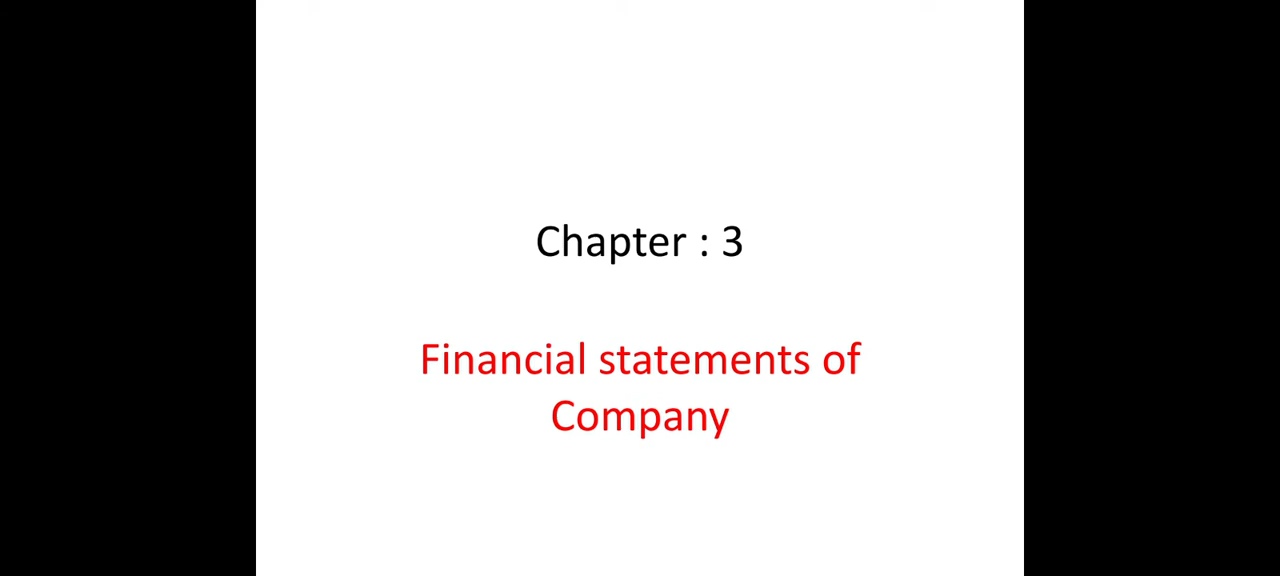 Chapter : 3
Financial statements of
Company